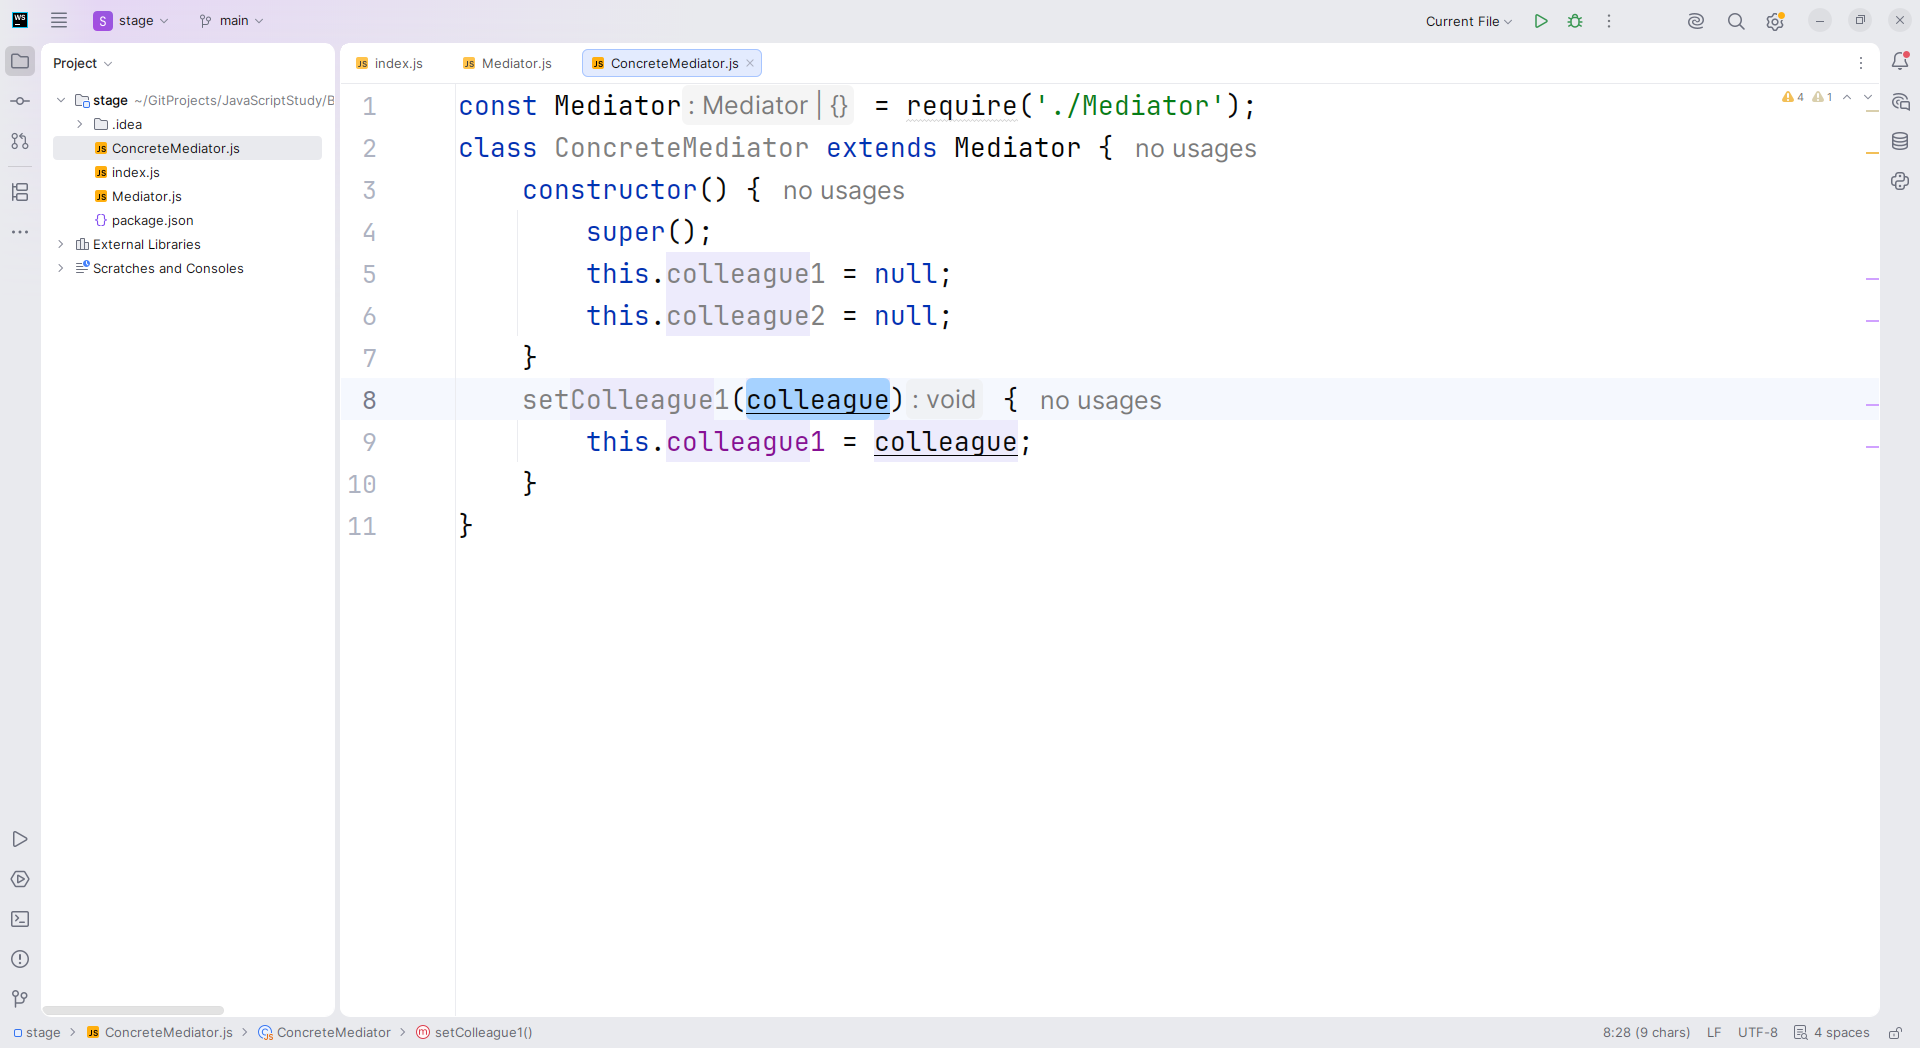 WS
S stage
main
Current File
Project
index.js
Mediator.js
ConcreteMediator.js
stage ~/GitProjects/JavaScriptStudy/B
.idea
ConcreteMediator.js
index.js
Mediator.js
package.json
External Libraries
Scratches and Consoles
4 1
1 const Mediator : Mediator | {} = require('./Mediator');
2 class ConcreteMediator extends Mediator { no usages
3 constructor() { no usages
4 super();
5 this.colleague1 = null;
6 this.colleague2 = null;
7 }
8 setColleague1(colleague) : void { no usages
9 this.colleague1 = colleague;
10 }
11 }
stage
ConcreteMediator.js
ConcreteMediator
setColleague1()
8:28 (9 chars)
LF
UTF-8
4 spaces